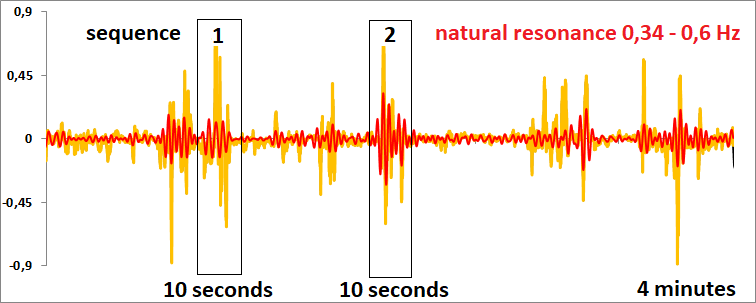 0,9
sequence 1 2 natural resonance 0,34 - 0,6 Hz
0,45
0
-0,45
-0,9
10 seconds 10 seconds 4 minutes